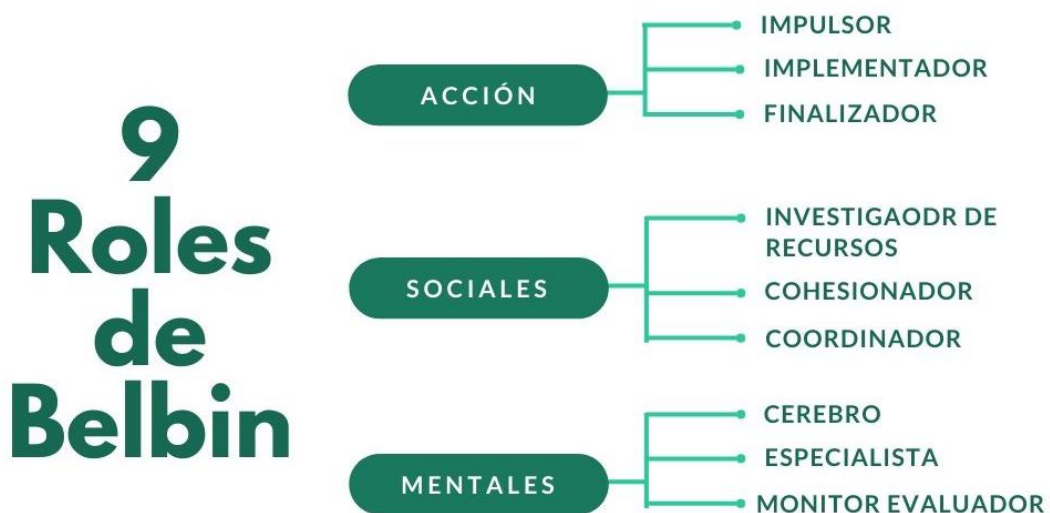 9
Roles
de
Belbin
ACCIÓN
IMPULSOR
IMPLEMENTADOR
FINALIZADOR
SOCIALES
INVESTIGAODR DE
RECURSOS
COHESIONADOR
COORDINADOR
MENTALES
CEREBRO
ESPECIALISTA
MONITOR EVALUADOR